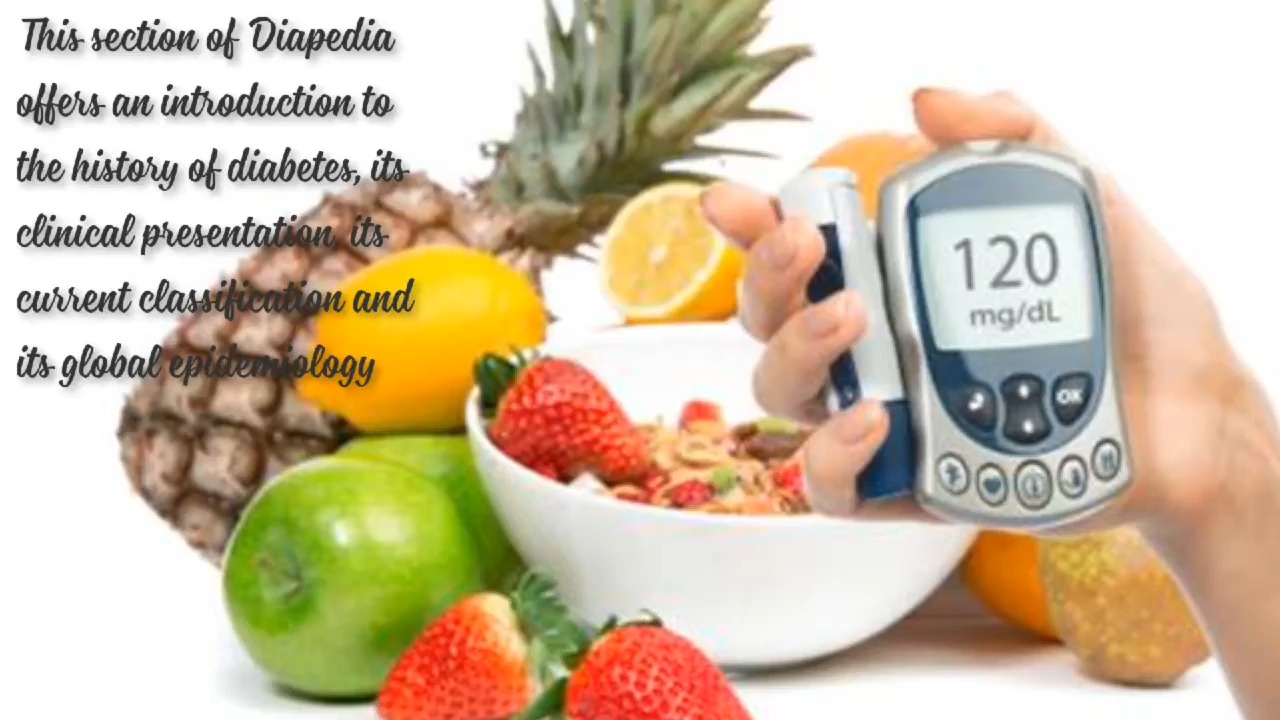 This section of Diapedia
offers an introduction to
the history of diabetes, its
clinical presentation, its
current classification and
its global epidemiology
120
mg/dL
OK